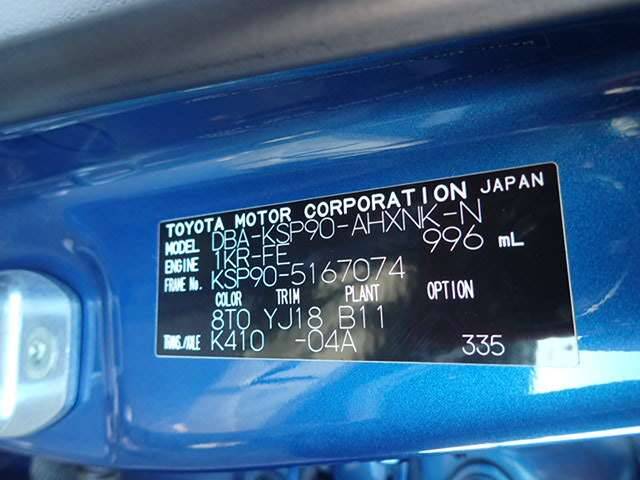 TOYOTA MOTOR CORPORATION JAPAN
MODEL DBA-KSP90-AHXNK-N
ENGINE 1KR-FE 996 mL
FRAME No. KSP90-5167074
COLOR TRIM PLANT OPTION
8T0 YJ18 B11
TRANS./AXLE K410 -04A 335